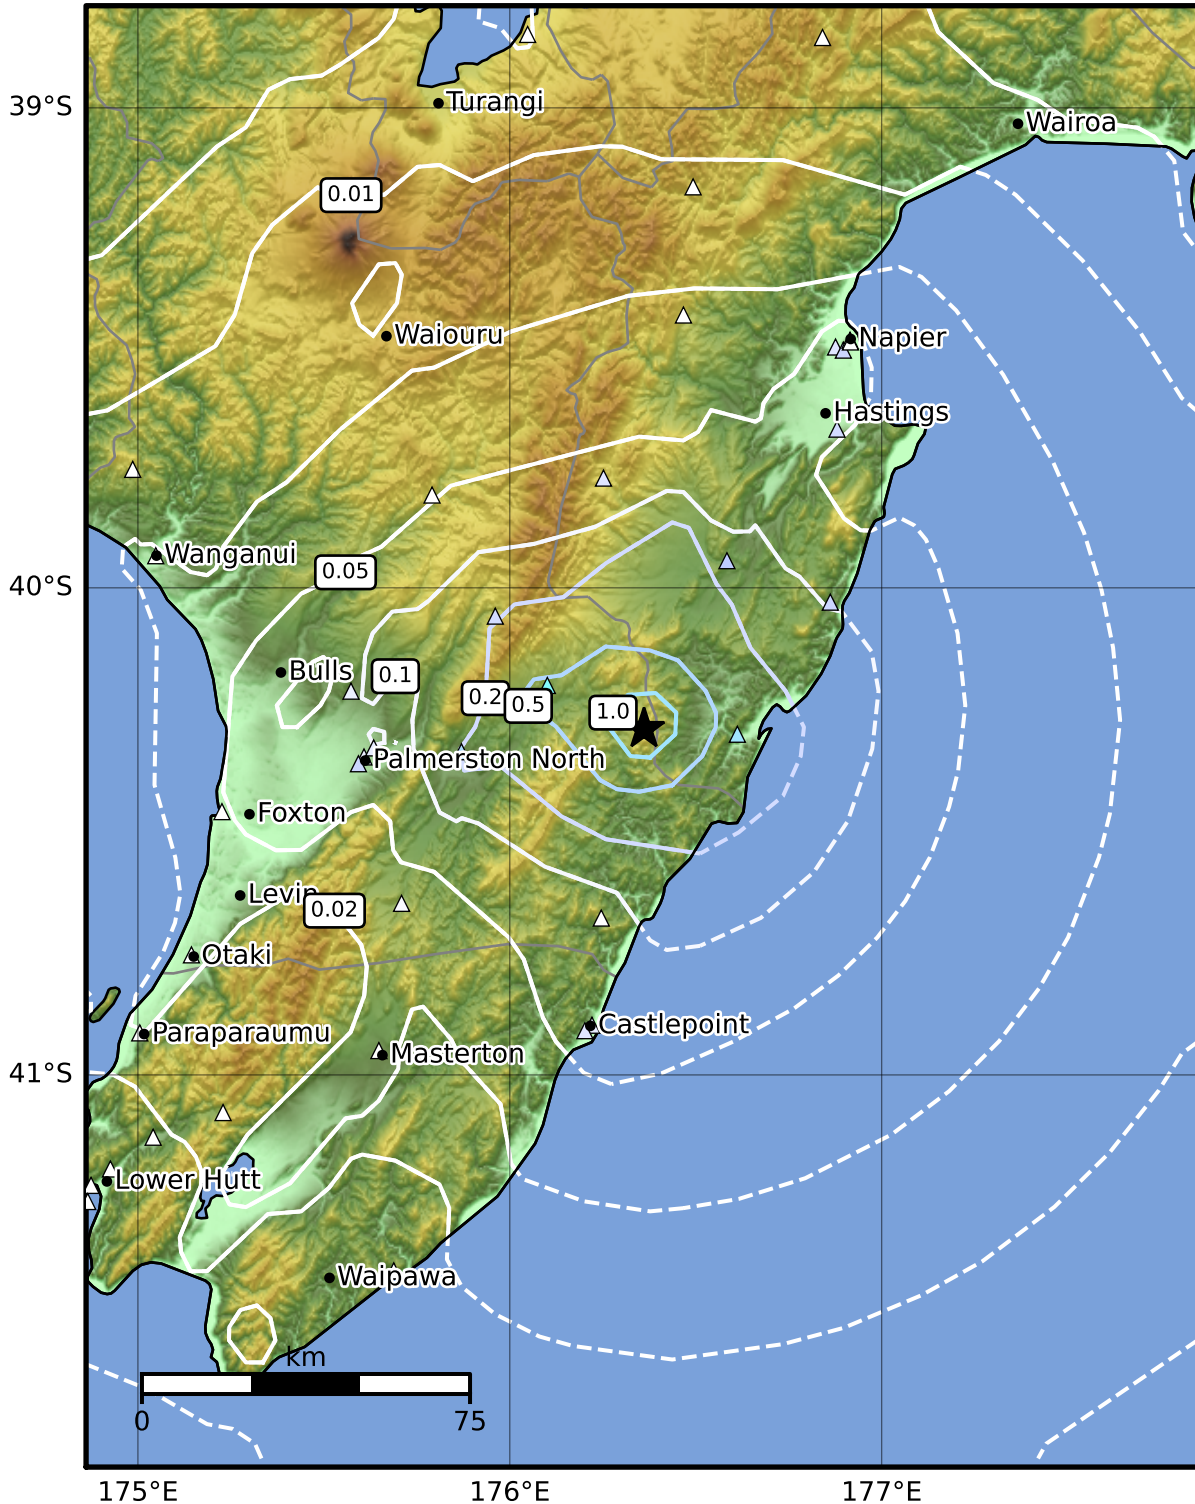 39°S
Turangi
Wairoa
0.01
Waiouru
Napier
Hastings
Wanganui
0.05
40°S
Bulls
0.1
0.2
0.5
1.0
Palmerston North
Foxton
Levin
0.02
Otaki
Castlepoint
Paraparaumu
Masterton
41°S
Lower Hutt
Waipawa
km
0 75
175°E 176°E 177°E